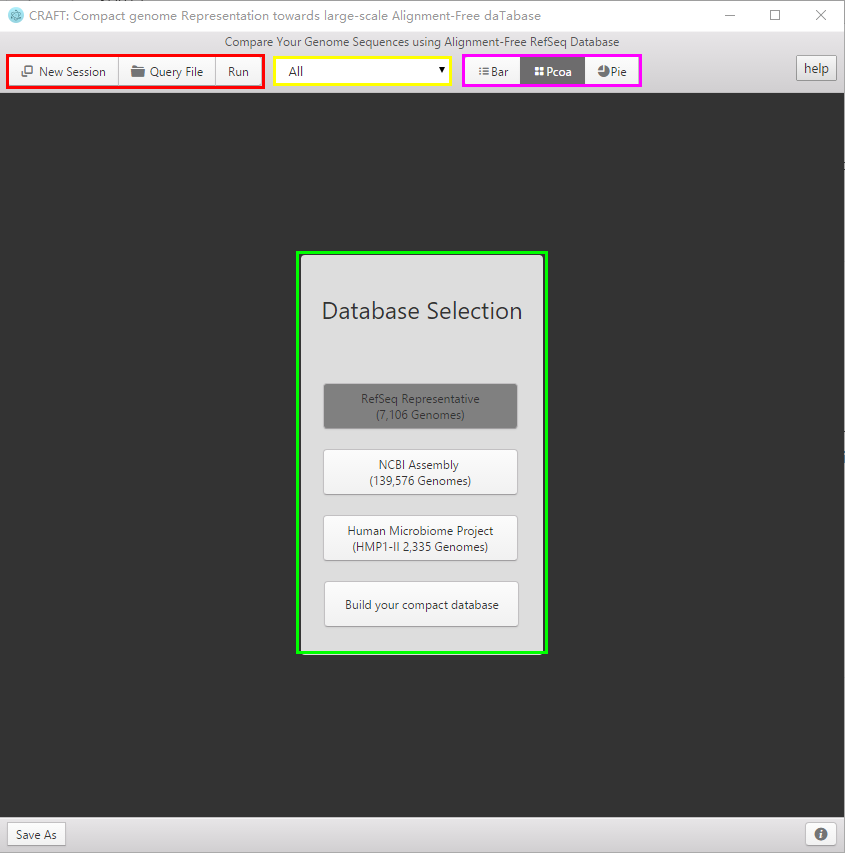 CRAFT: Compact genome Representation towards large-scale Alignment-Free daTabase
Compare Your Genome Sequences using Alignment-Free RefSeq Database
New Session
Query File
Run
All
Bar
Pcoa
Pie
help
Database Selection
RefSeq Representative
(7,106 Genomes)
NCBI Assembly
(139,576 Genomes)
Human Microbiome Project
(HMP1-II 2,335 Genomes)
Build your compact database
Save As